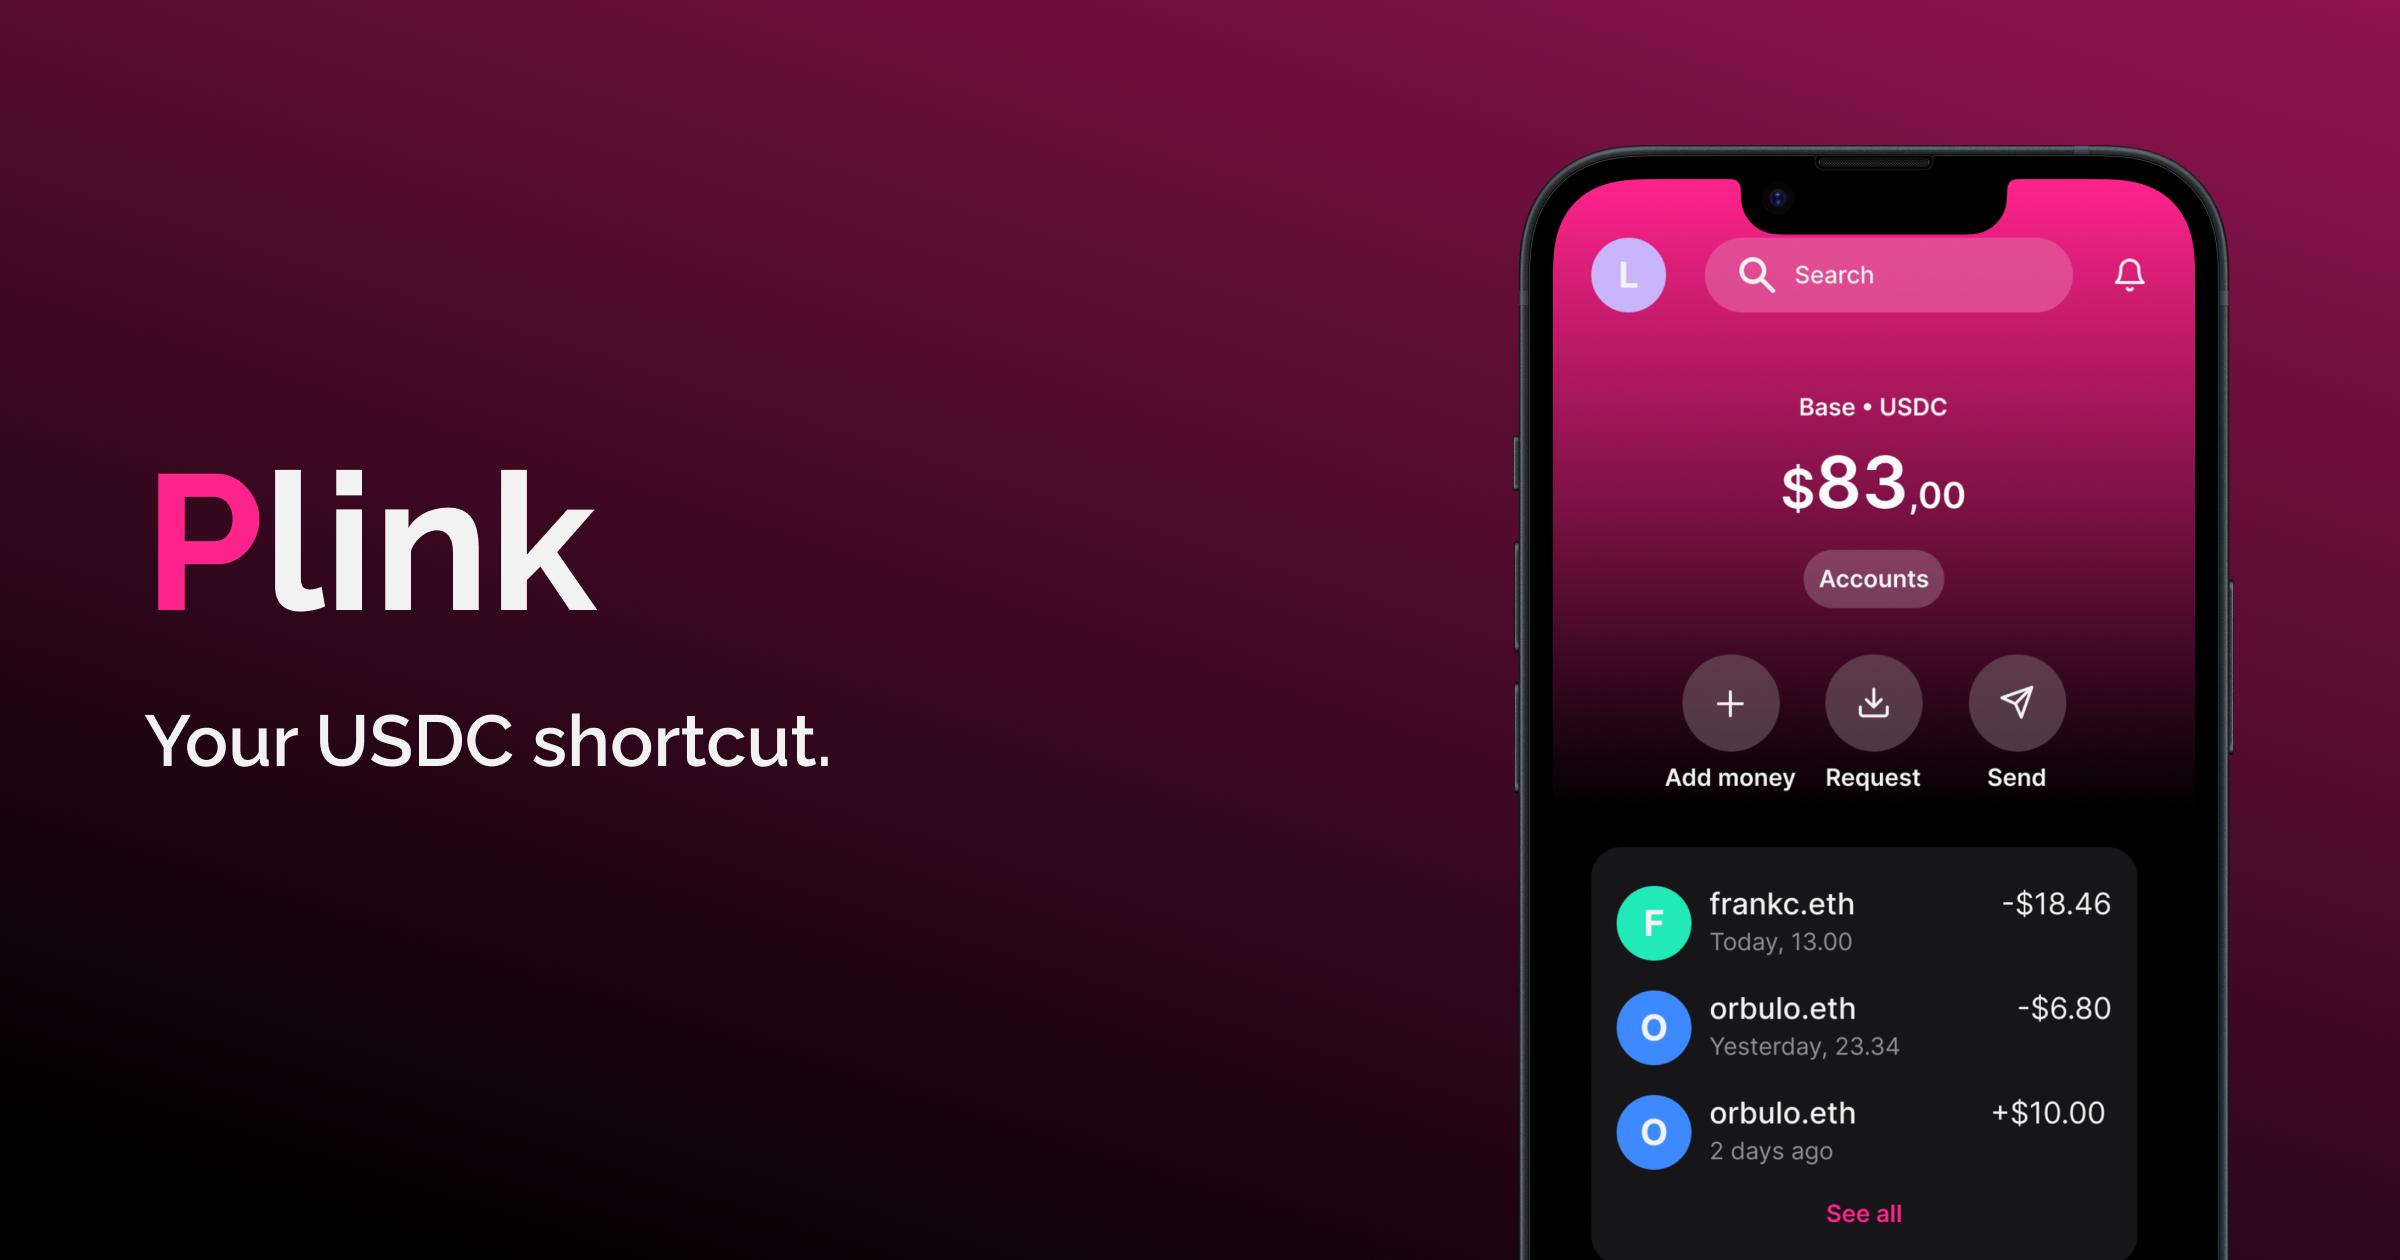 Plink
Your USDC shortcut.
L
Search
Base • USDC
$83,00
Accounts
Add money Request Send
F frankc.eth -$18.46
Today, 13.00
O orbulo.eth -$6.80
Yesterday, 23.34
O orbulo.eth +$10.00
2 days ago
See all